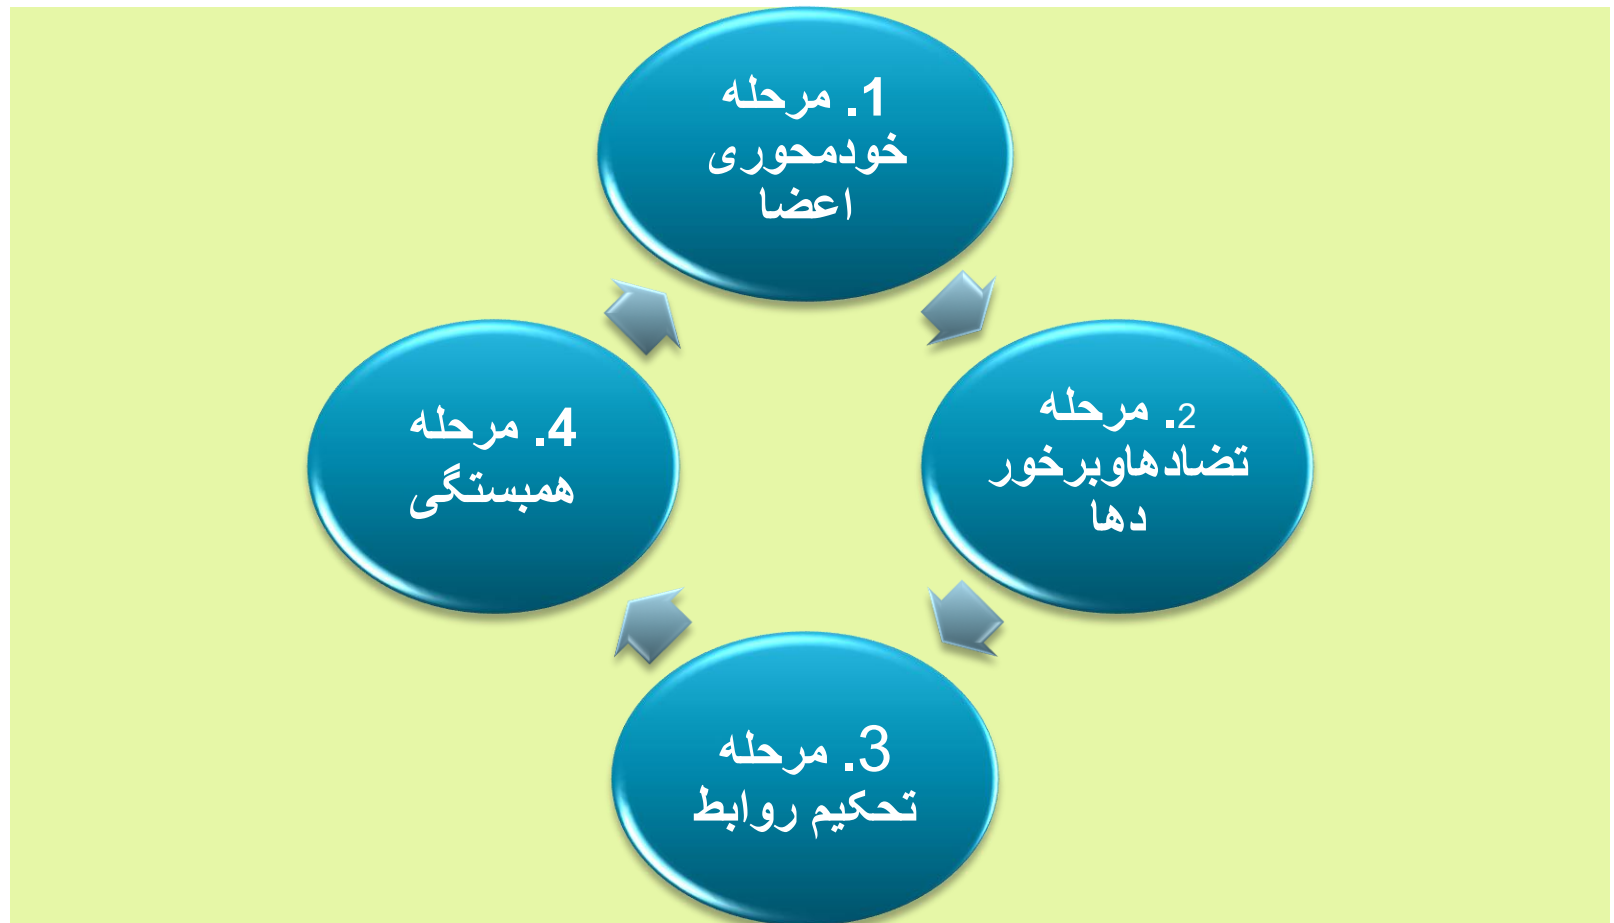 1. مرحله
خودمحوری
اعضا
2. مرحله
تضادهاوبرخور
دها
3. مرحله
تحکیم روابط
4. مرحله
همبستگی